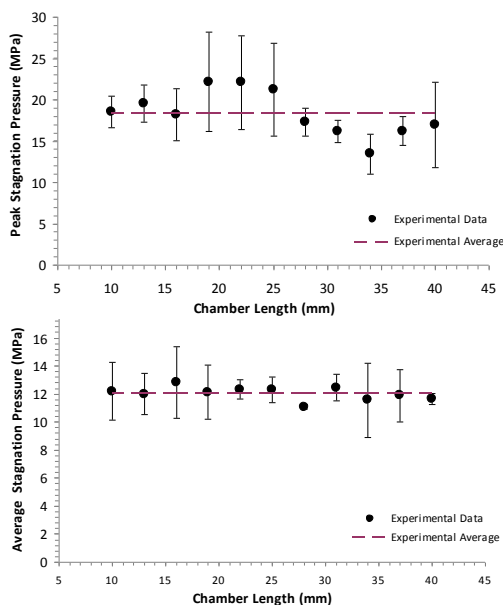 30
25
20
15
10
5
0
Peak Stagnation Pressure (MPa)
Experimental Data
Experimental Average
5 10 15 20 25 30 35 40 45
Chamber Length (mm)
16
14
12
10
8
6
4
2
0
Average Stagnation Pressure (MPa)
Experimental Data
Experimental Average
5 10 15 20 25 30 35 40 45
Chamber Length (mm)